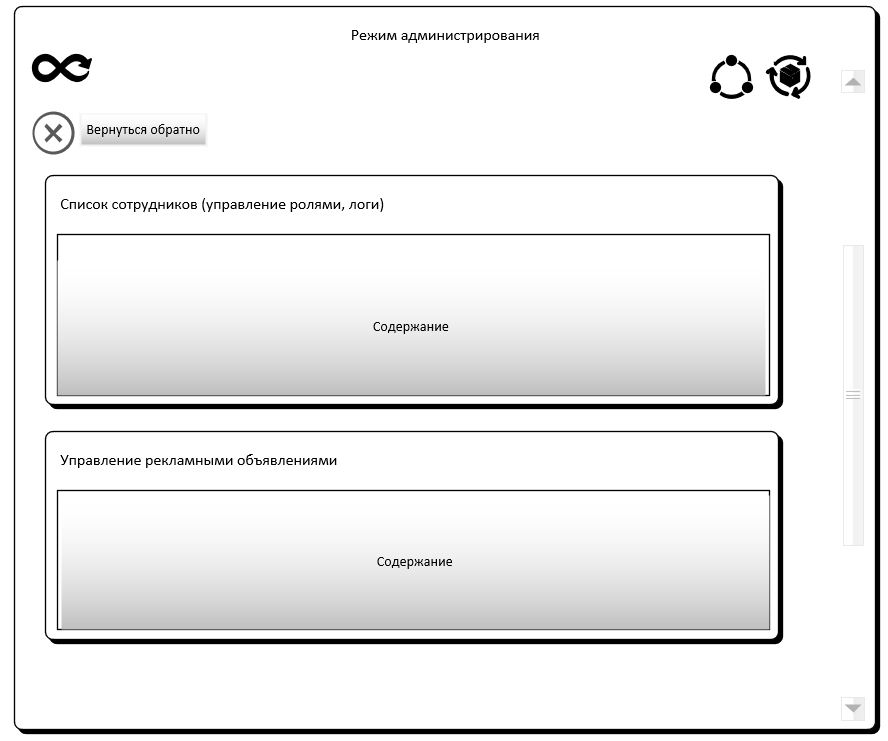 Режим администрирования
Вернуться обратно
Список сотрудников (управление ролями, логи)
Содержание
Управление рекламными объявлениями
Содержание